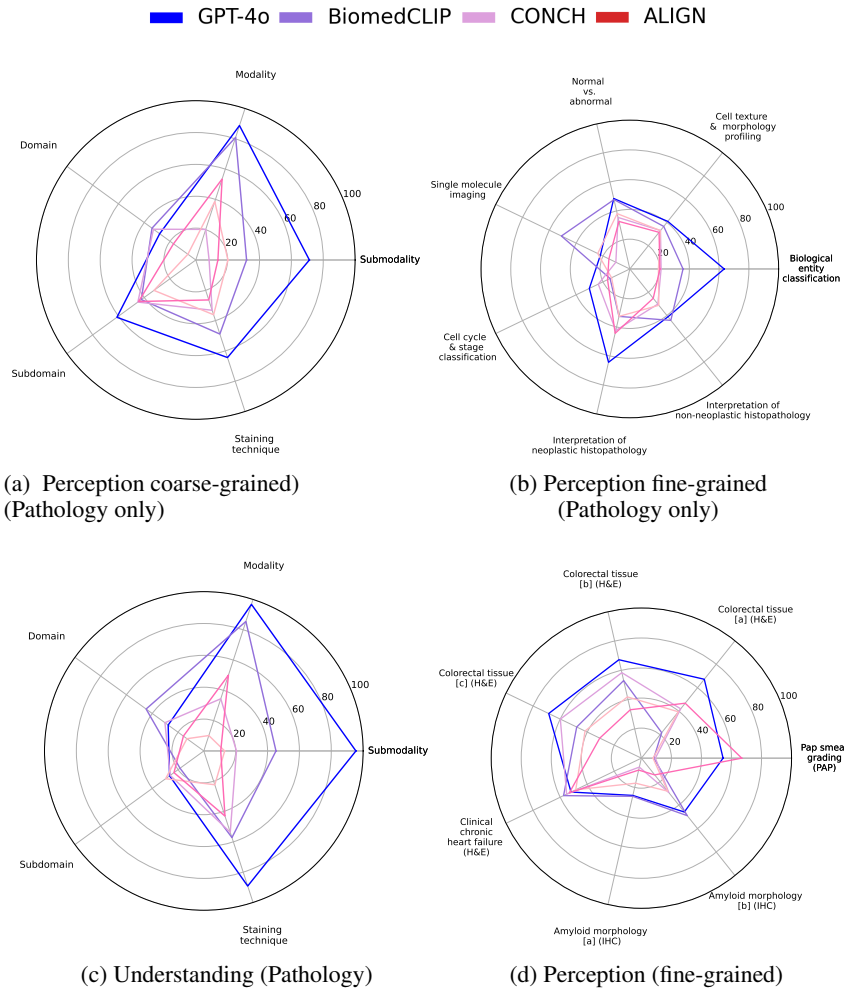 GPT-4o BiomedCLIP CONCH ALIGN
Modality
Domain
100
80
60
40
20
Submodality
Subdomain
Staining
technique
(a) Perception coarse-grained)
(Pathology only)
Normal
vs.
abnormal
Cell texture
& morphology
profiling
Single molecule
imaging
100
80
60
40
20
Biological
entity
classification
Cell cycle
& stage
classification
Interpretation of
non-neoplastic histopathology
Interpretation of
neoplastic histopathology
(b) Perception fine-grained
(Pathology only)
Modality
Domain
100
80
60
40
20
Submodality
Subdomain
Staining
technique
(c) Understanding (Pathology)
Colorectal tissue
[b] (H&E)
Colorectal tissue
[a] (H&E)
Colorectal tissue
[c] (H&E)
100
80
60
40
20
Pap smea
grading
(PAP)
Clinical
chronic
heart failure
(H&E)
Amyloid morphology
[b] (IHC)
Amyloid morphology
[a] (IHC)
(d) Perception (fine-grained)